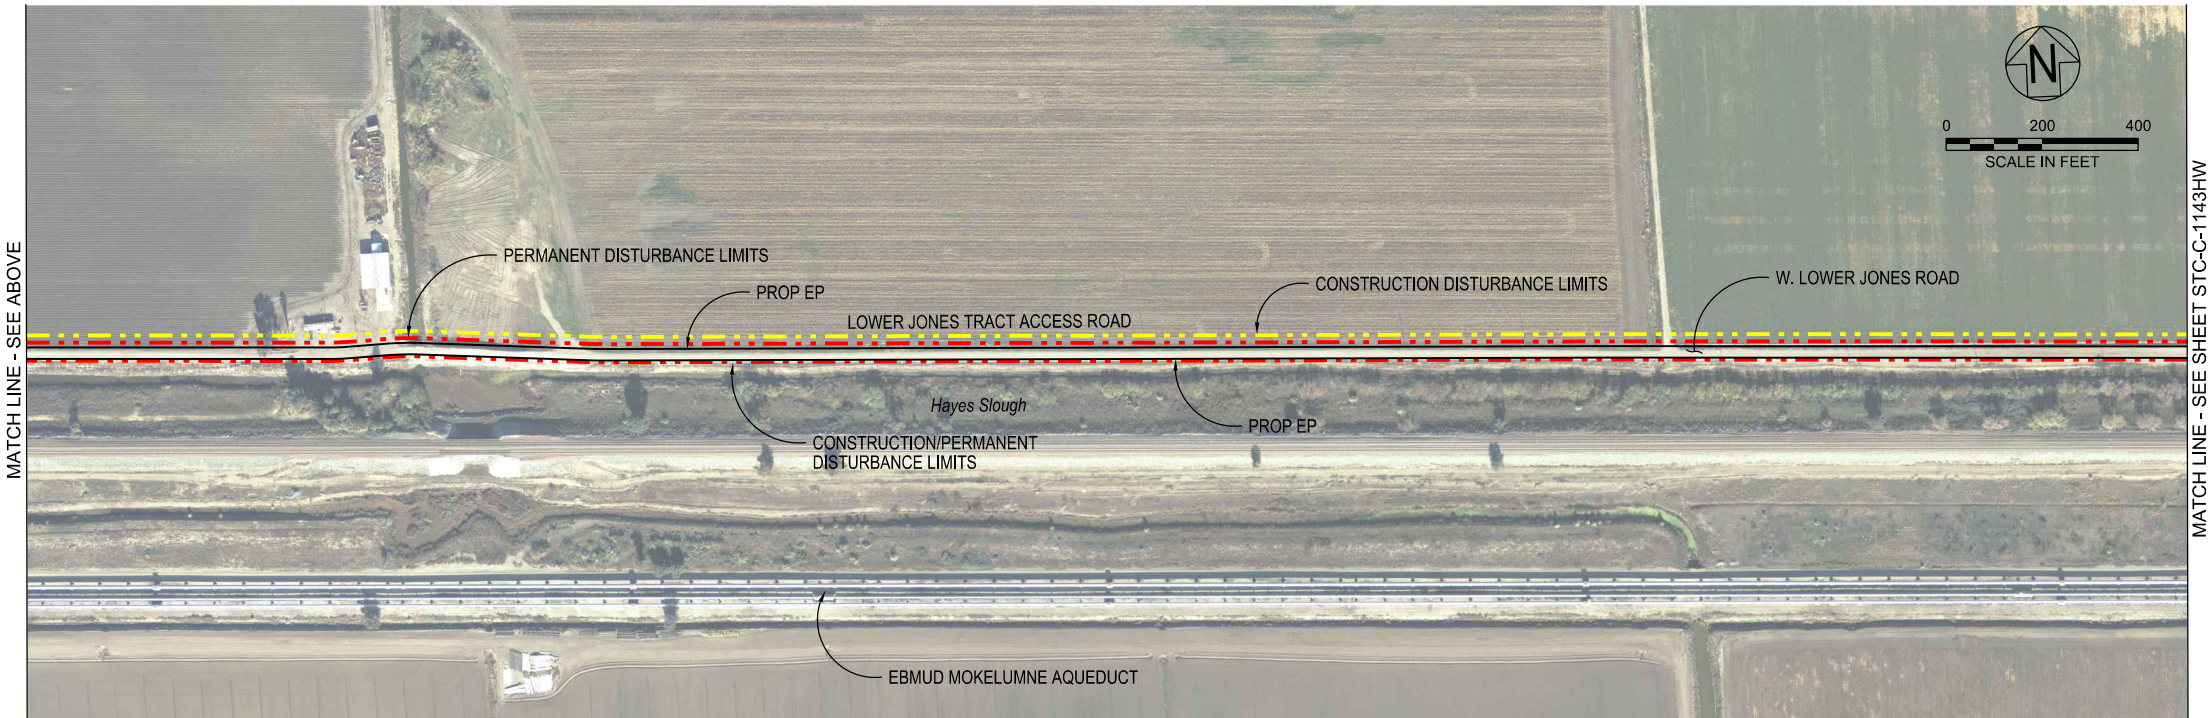 N
0 200 400
SCALE IN FEET
MATCH LINE - SEE ABOVE
MATCH LINE - SEE SHEET STC-C-1143HW
PERMANENT DISTURBANCE LIMITS
PROP EP
CONSTRUCTION DISTURBANCE LIMITS
W. LOWER JONES ROAD
LOWER JONES TRACT ACCESS ROAD
Hayes Slough
PROP EP
CONSTRUCTION/PERMANENT
DISTURBANCE LIMITS
EBMUD MOKELUMNE AQUEDUCT